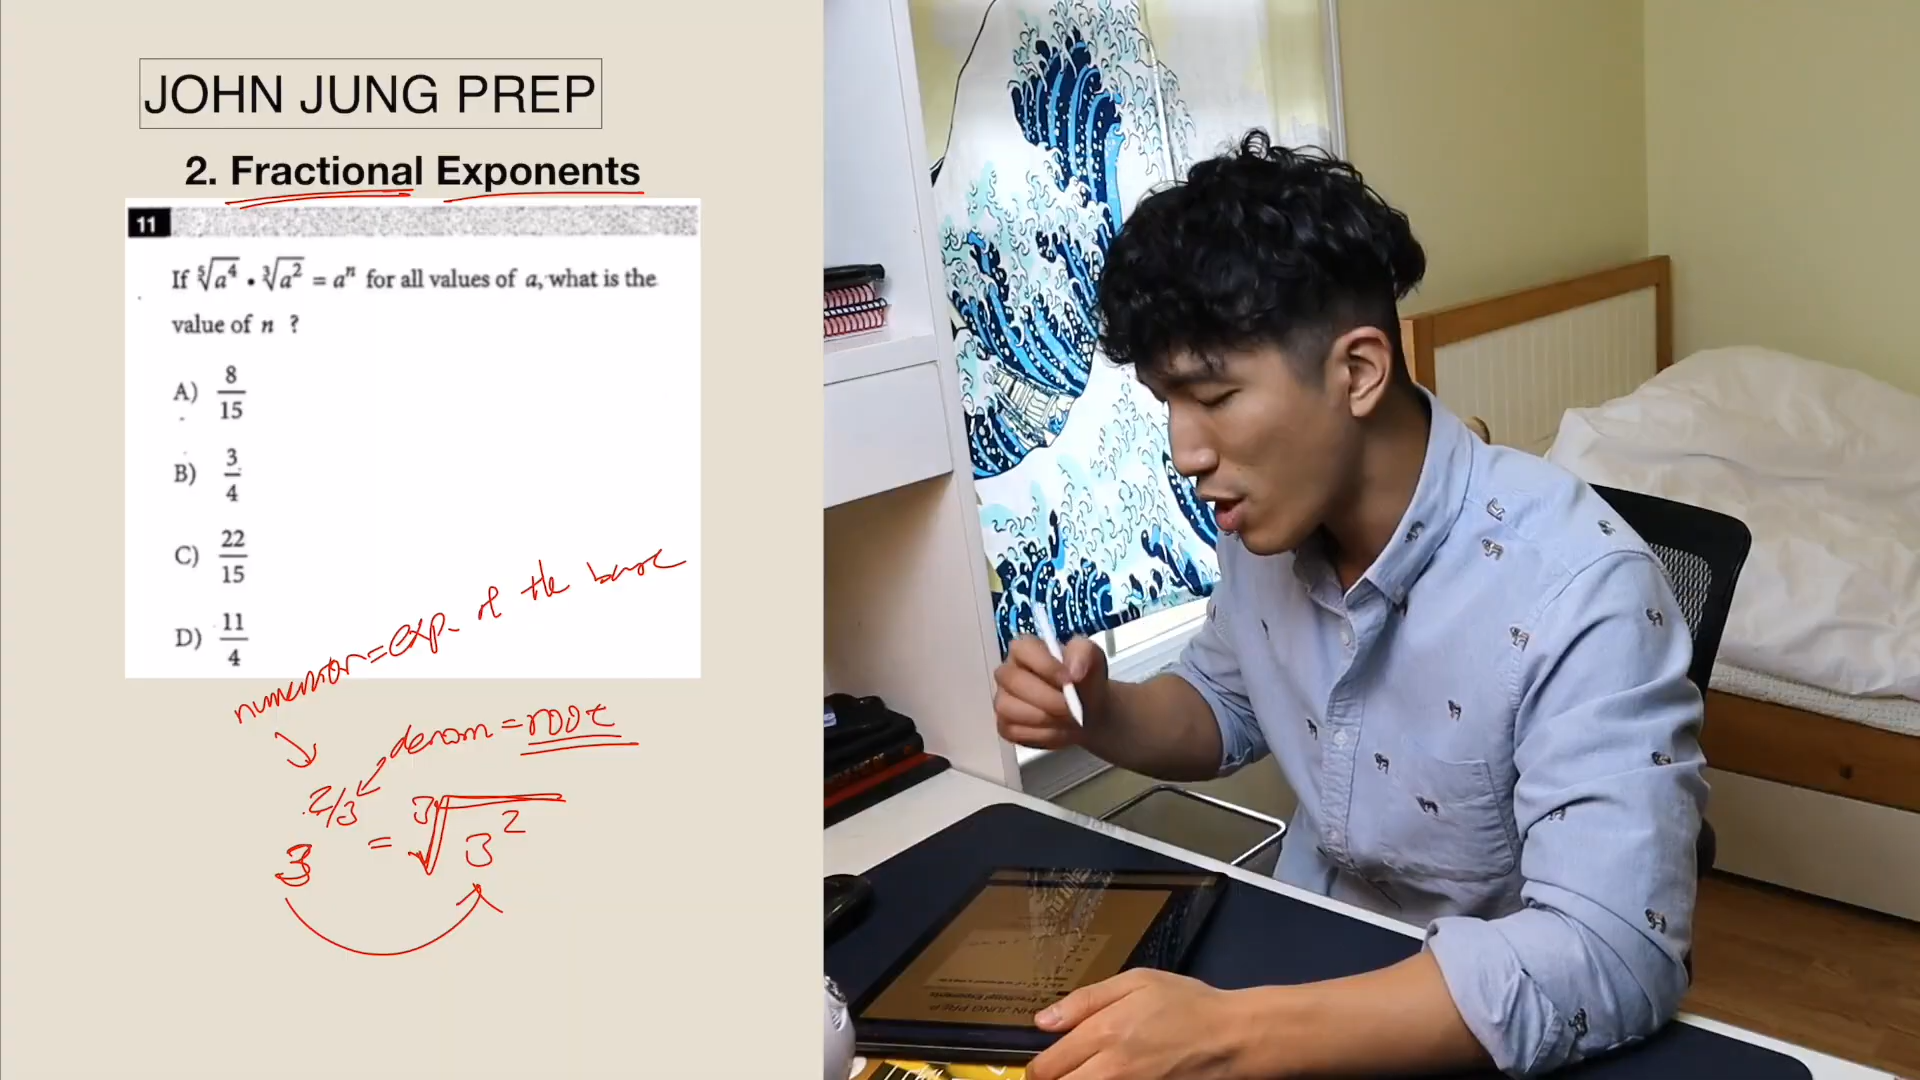 JOHN JUNG PREP
2. Fractional Exponents
11
If ⁵√a⁴ • ³√a² = aⁿ for all values of a, what is the
value of n ?
A) 8/15
B) 3/4
C) 22/15
D) 11/4
numerator = exp. of the base
denom = root
3^2/3 = ³√3²